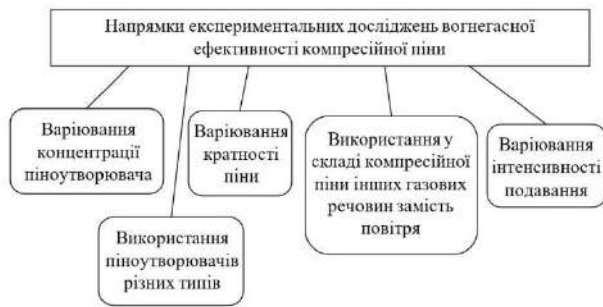 Напрямки експериментальних досліджень вогнегасної
ефективності компресійної піни
Варіювання
концентрації
піноутворювача
Використання
піноутворювачів
різних типів
Варіювання
кратності
піни
Використання у
складі компресійної
піни інших газових
речовин замість
повітря
Варіювання
інтенсивності
подавання